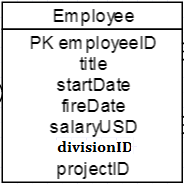 Employee
PK employeeID
title
startDate
fireDate
salaryUSD
divisionID
projectID